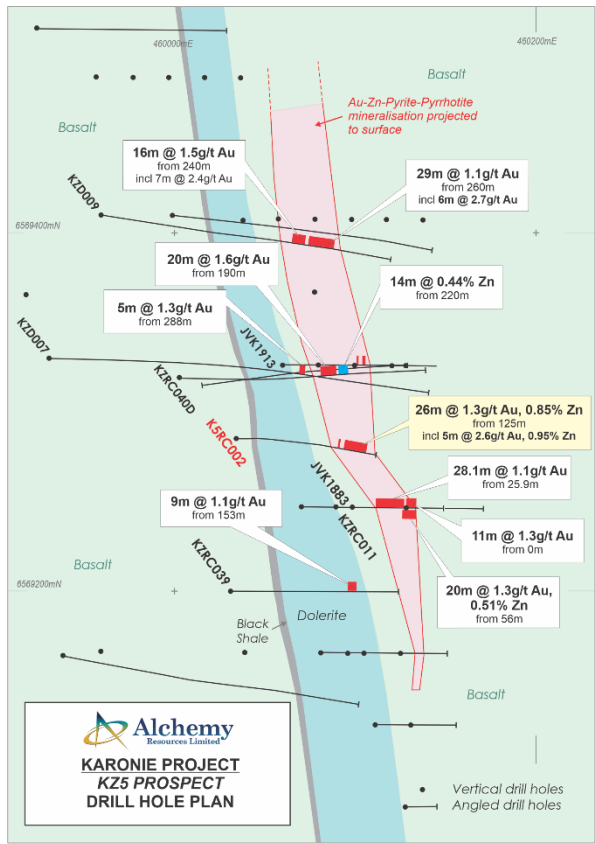 460000mE
460200mE
Basalt
Au-Zn-Pyrite-Pyrrhotite
mineralisation projected
to surface
Basalt
16m @ 1.5g/t Au
from 240m
incl 7m @ 2.4g/t Au
29m @ 1.1g/t Au
from 260m
incl 6m @ 2.7g/t Au
KZD009
6569400mN
20m @ 1.6g/t Au
from 190m
14m @ 0.44% Zn
from 220m
5m @ 1.3g/t Au
from 288m
KZD007
JVK1913
KZRC040D
26m @ 1.3g/t Au, 0.85% Zn
from 125m
incl 5m @ 2.6g/t Au, 0.95% Zn
K5RC002
28.1m @ 1.1g/t Au
from 25.9m
JVK1883
9m @ 1.1g/t Au
from 153m
KZRC011
11m @ 1.3g/t Au
from 0m
Basalt
KZRC039
6569200mN
20m @ 1.3g/t Au,
0.51% Zn
from 56m
Black
Shale
Dolerite
Basalt
Alchemy
Resources Limited
KARONIE PROJECT
KZ5 PROSPECT
DRILL HOLE PLAN
Vertical drill holes
Angled drill holes